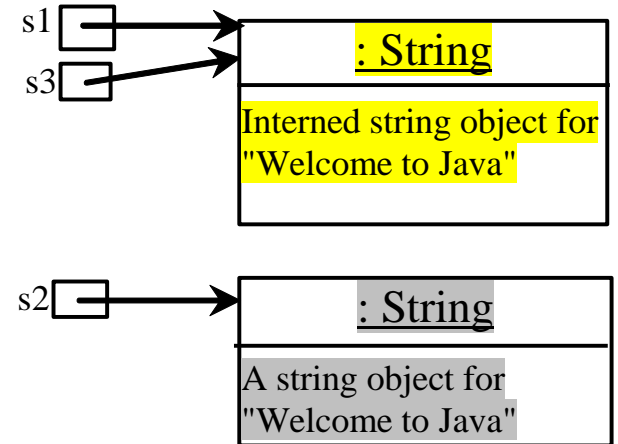 s1
: String
s3
Interned string object for
"Welcome to Java"
s2
: String
A string object for
"Welcome to Java"